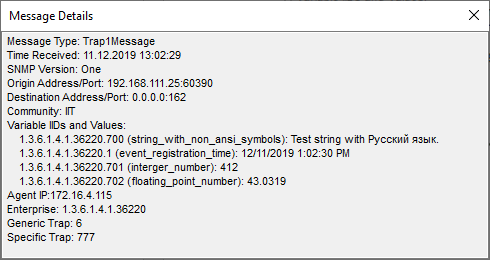 Message Details
Message Type: Trap1Message
Time Received: 11.12.2019 13:02:29
SNMP Version: One
Origin Address/Port: 192.168.111.25:60390
Destination Address/Port: 0.0.0.0:162
Community: IIT
Variable IIDs and Values:
1.3.6.1.4.1.36220.700 (string_with_non_ansi_symbols): Test string with Русский язык.
1.3.6.1.4.1.36220.1 (event_registration_time): 12/11/2019 1:02:30 PM
1.3.6.1.4.1.36220.701 (interger_number): 412
1.3.6.1.4.1.36220.702 (floating_point_number): 43.0319
Agent IP:172.16.4.115
Enterprise: 1.3.6.1.4.1.36220
Generic Trap: 6
Specific Trap: 777